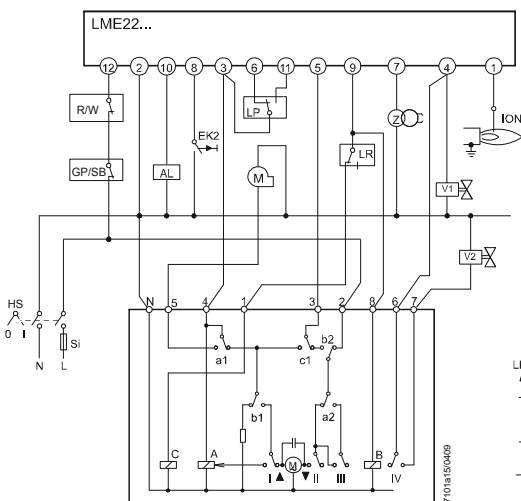 LME22...
12 2 10 8 3 6 11 5 9 7 4 1
R/W
EK2
LP
Z
ION
GP/SB
AL
M
LR
V1
V2
HS
0 I
Si
N L
N 5 4 1 3 2 8 6 7
a1 c1 b2
b1 a2
C A I M II III B IV
7101a15/0409